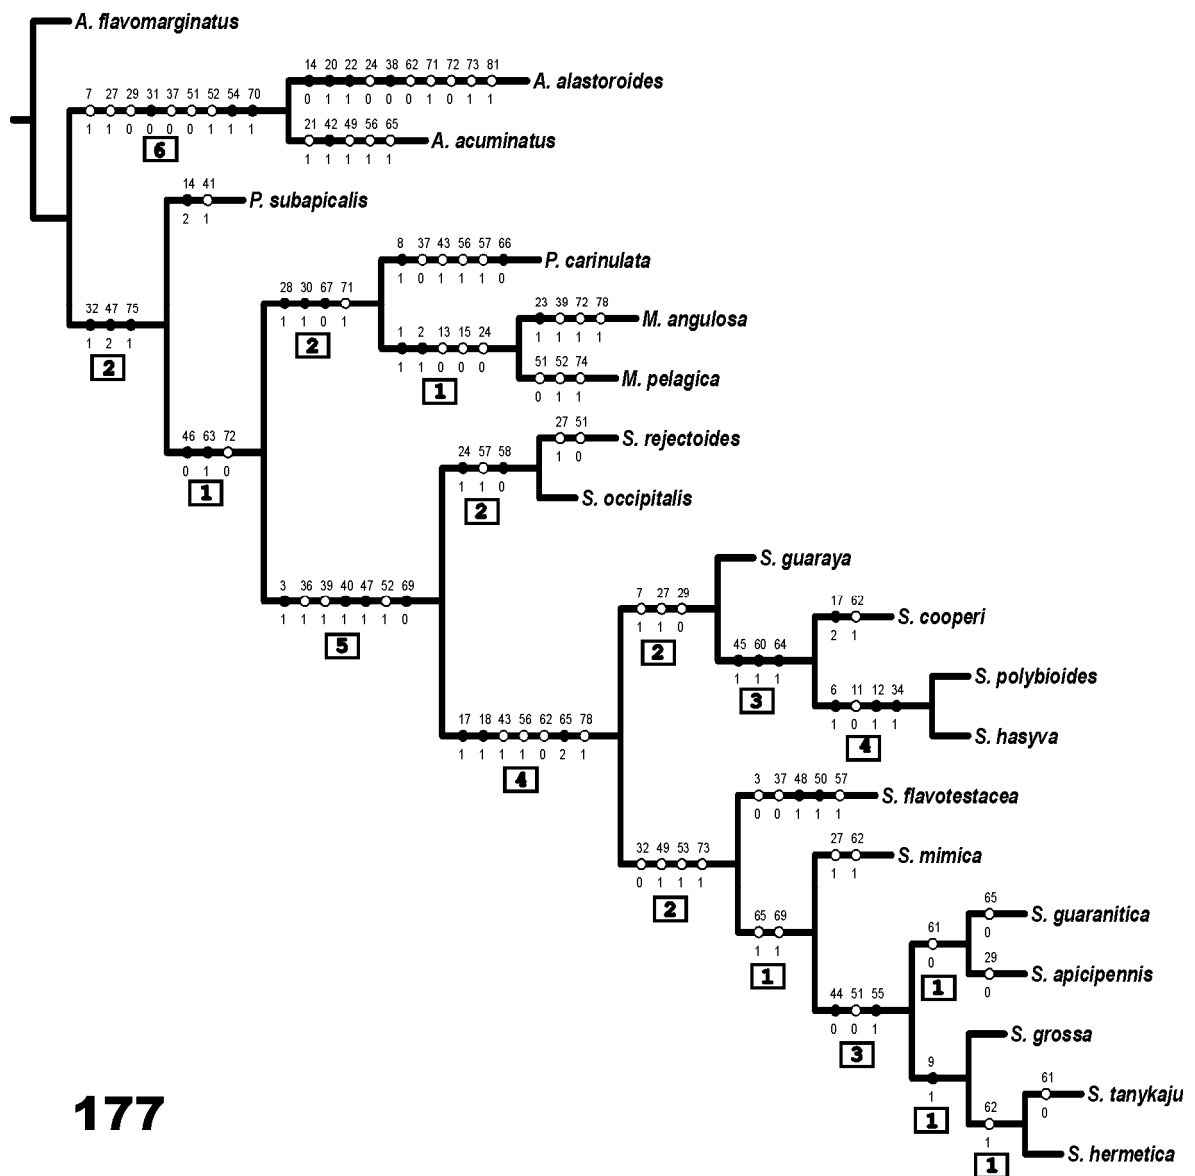 A. flavomarginatus
14 20 22 24 38 62 71 72 73 81
A. alastoroides
0 1 1 0 0 0 1 0 1 1
7 27 29 31 37 51 52 54 70
1 1 0 0 0 0 1 1 1
6
21 42 49 56 65
A. acuminatus
1 1 1 1 1
14 41
P. subapicalis
2 1
8 37 43 56 57 66
P. carinulata
1 0 1 1 1 0
28 30 67 71
1 1 0 1
2
23 39 72 78
M. angulosa
1 1 1 1
32 47 75
1 2 1
2
1 2 13 15 24
1 1 0 0 0
1
51 52 74
M. pelagica
0 1 1
46 63 72
0 1 0
1
27 51
S. rejectoides
1 0
24 57 58
1 1 0
2
S. occipitalis
S. guaraya
3 36 39 40 47 52 69
1 1 1 1 1 1 0
5
7 27 29
1 1 0
2
17 62
S. cooperi
2 1
45 60 64
1 1 1
3
S. polybioides
6 11 12 34
1 0 1 1
4
S. hasyva
17 18 43 56 62 65 78
1 1 1 1 0 2 1
4
3 37 48 50 57
S. flavotestacea
0 0 1 1 1
32 49 53 73
0 1 1 1
2
27 62
S. mimica
1 1
65 69
1 1
1
65
S. guaranitica
0
61
0
1
29
S. apicipennis
0
44 51 55
0 0 1
3
S. grossa
9
1
1
61
S. tanykaju
0
62
1
1
S. hermetica
177